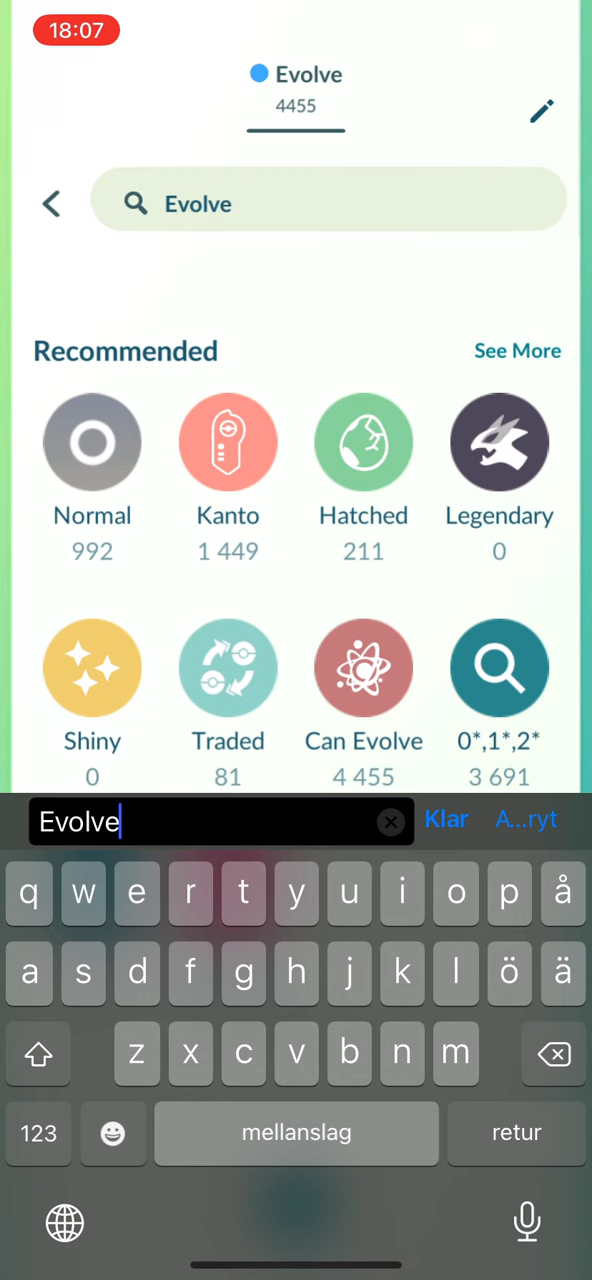 18:07
Evolve
4455
Evolve
Recommended See More
Normal Kanto Hatched Legendary
992 1 449 211 0
Shiny Traded Can Evolve 0*,1*,2*
0 81 4 455 3 691
Evolve Klar A...ryt
q w e r t y u i o p å
a s d f g h j k l ö ä
z x c v b n m
123 mellanslag retur